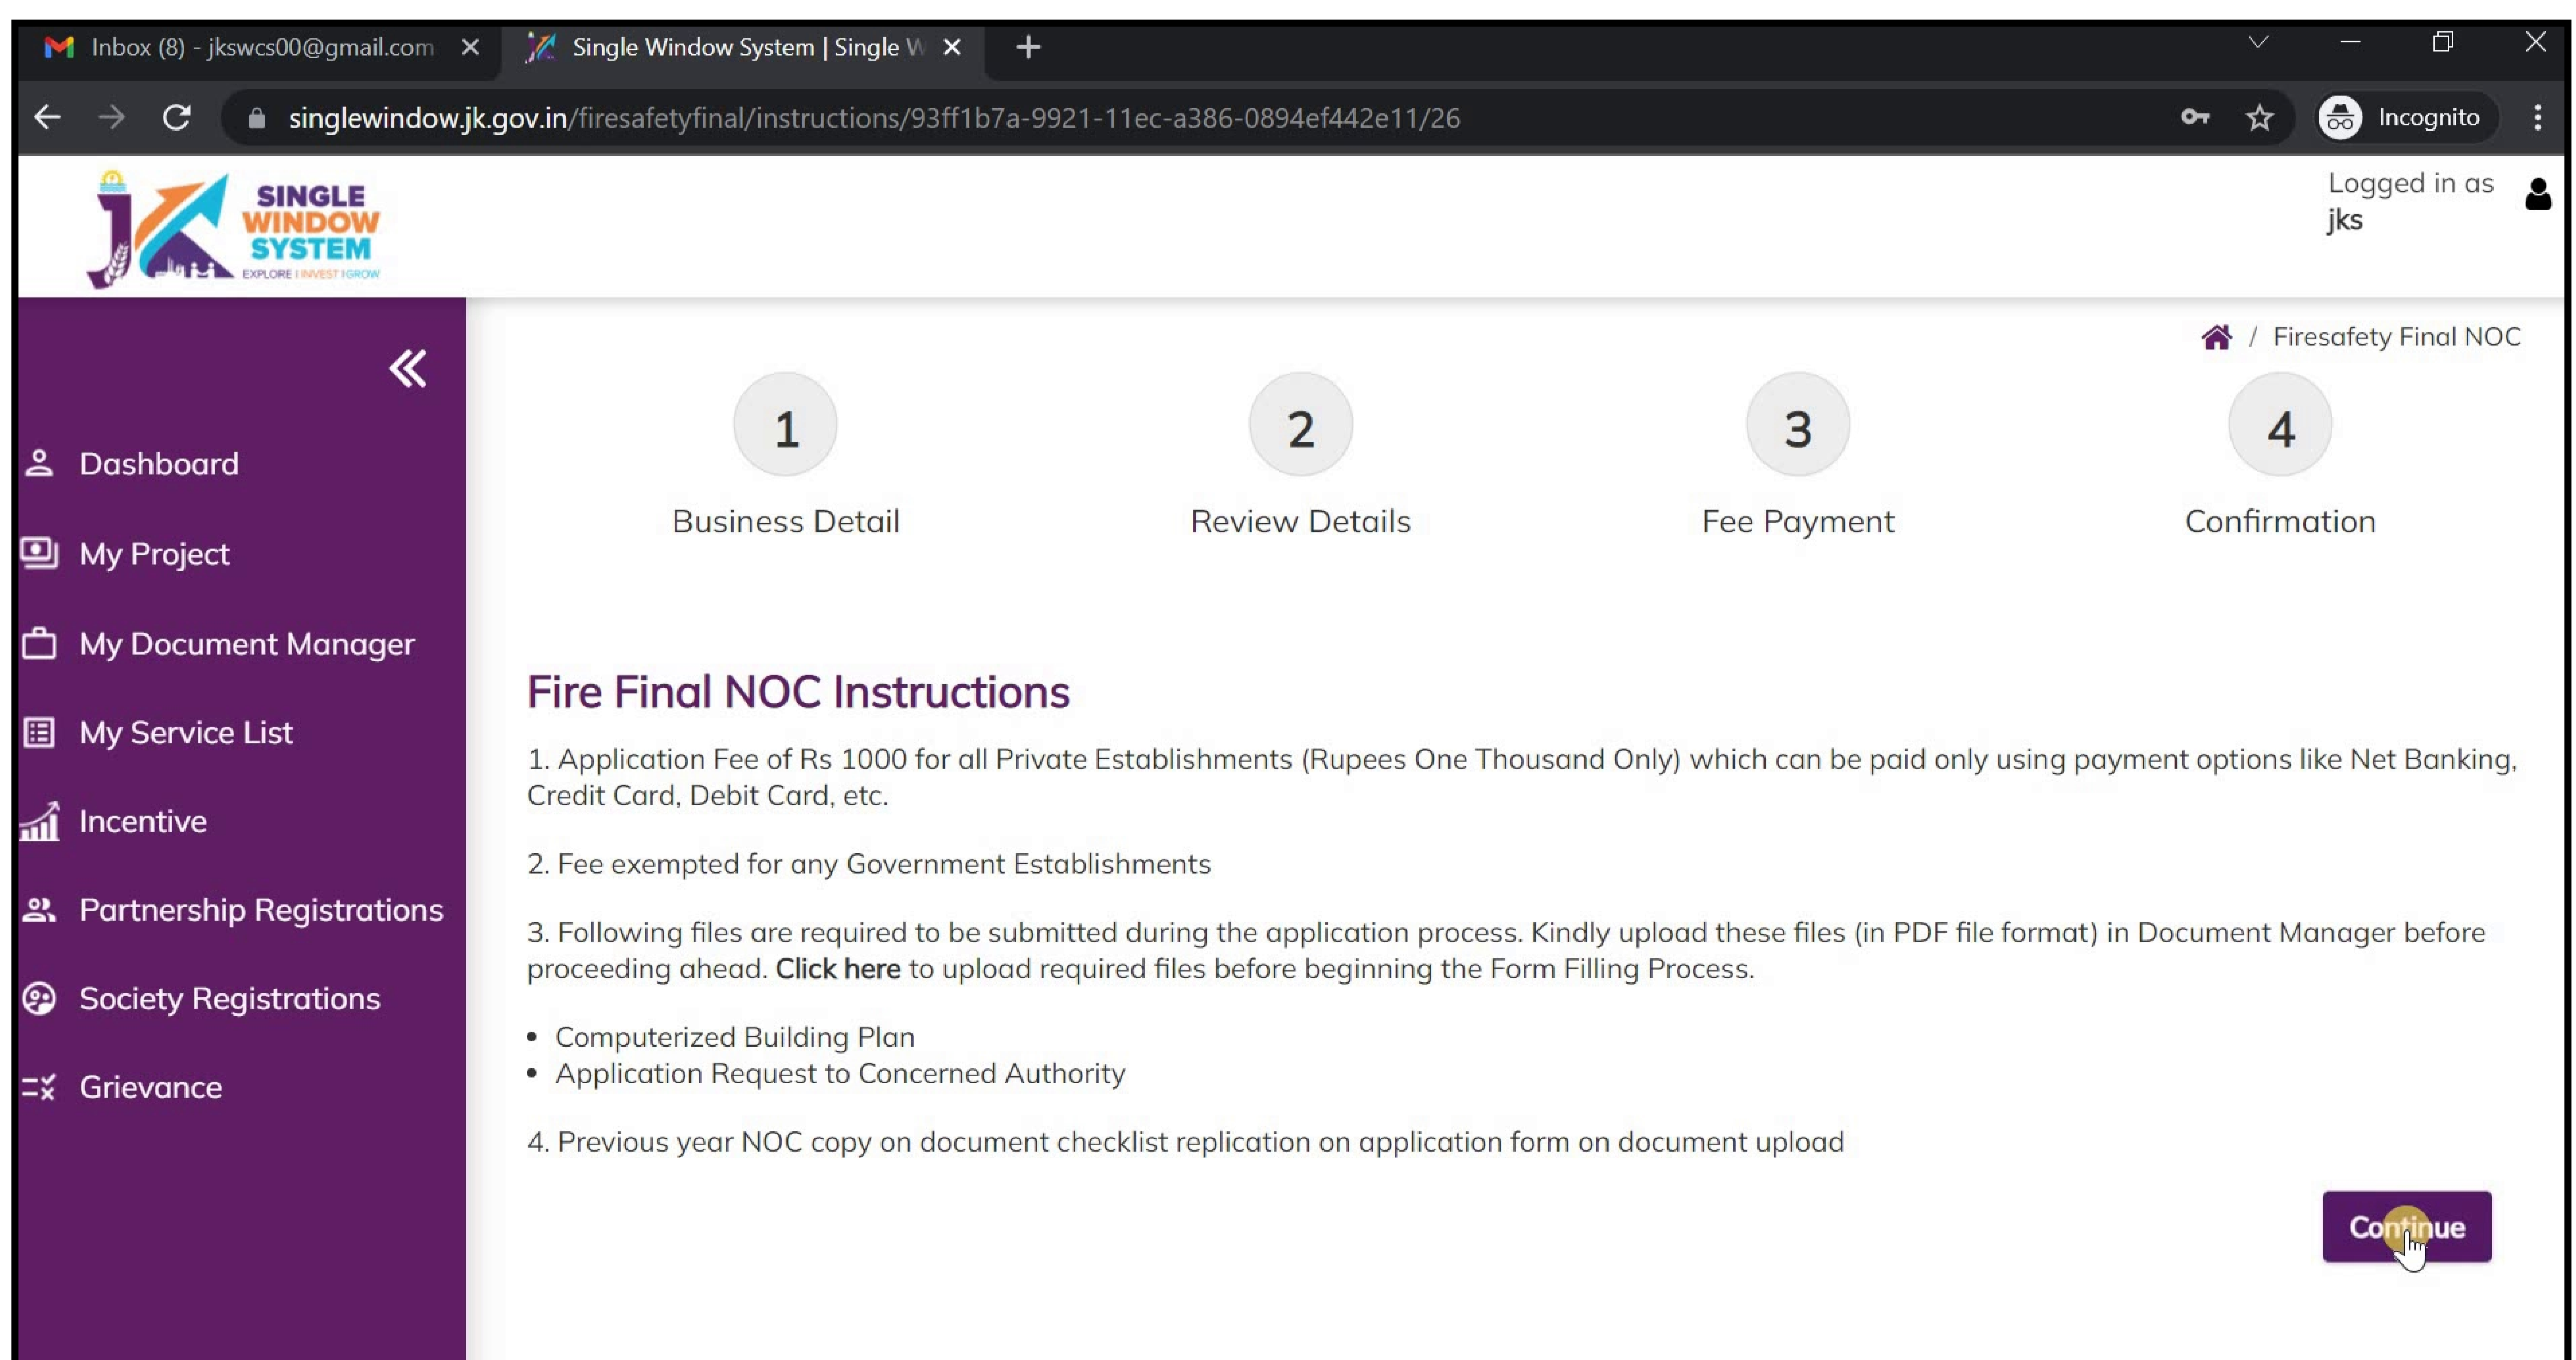 Inbox (8) - jkswcs00@gmail.com
Single Window System | Single W
singlewindow.jk.gov.in/firesafetyfinal/instructions/93ff1b7a-9921-11ec-a386-0894ef442e11/26
Incognito
JK
SINGLE
WINDOW
SYSTEM
EXPLORE I INVEST I GROW
Logged in as
jks
/ Firesafety Final NOC
Dashboard
My Project
My Document Manager
My Service List
Incentive
Partnership Registrations
Society Registrations
Grievance
1
2
3
4
Business Detail
Review Details
Fee Payment
Confirmation
Fire Final NOC Instructions
1. Application Fee of Rs 1000 for all Private Establishments (Rupees One Thousand Only) which can be paid only using payment options like Net Banking,
Credit Card, Debit Card, etc.
2. Fee exempted for any Government Establishments
3. Following files are required to be submitted during the application process. Kindly upload these files (in PDF file format) in Document Manager before
proceeding ahead. Click here to upload required files before beginning the Form Filling Process.
• Computerized Building Plan
• Application Request to Concerned Authority
4. Previous year NOC copy on document checklist replication on application form on document upload
Continue